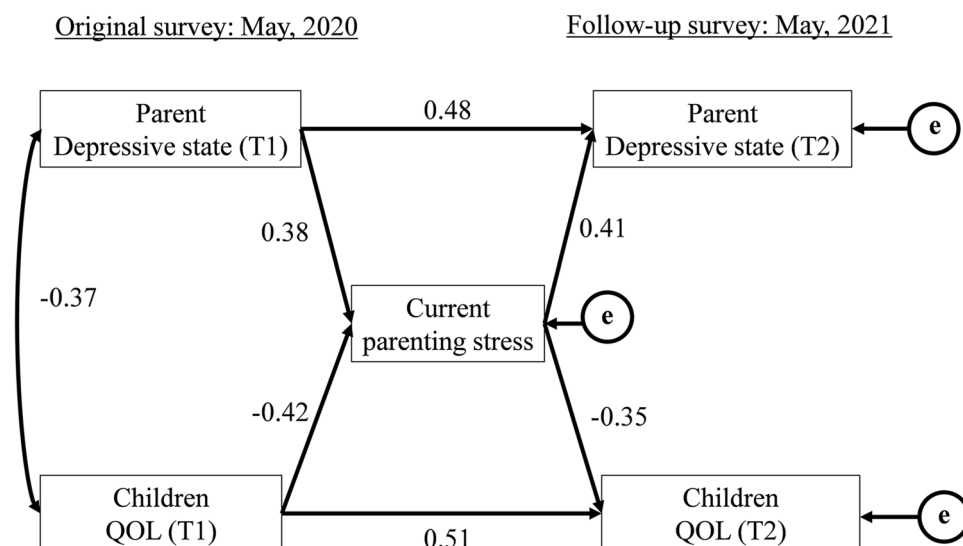 Original survey: May, 2020
Follow-up survey: May, 2021
Parent
Depressive state (T1)
0.48
Parent
Depressive state (T2)
e
0.38
0.41
-0.37
Current
parenting stress
e
-0.42
-0.35
Children
QOL (T1)
0.51
Children
QOL (T2)
e